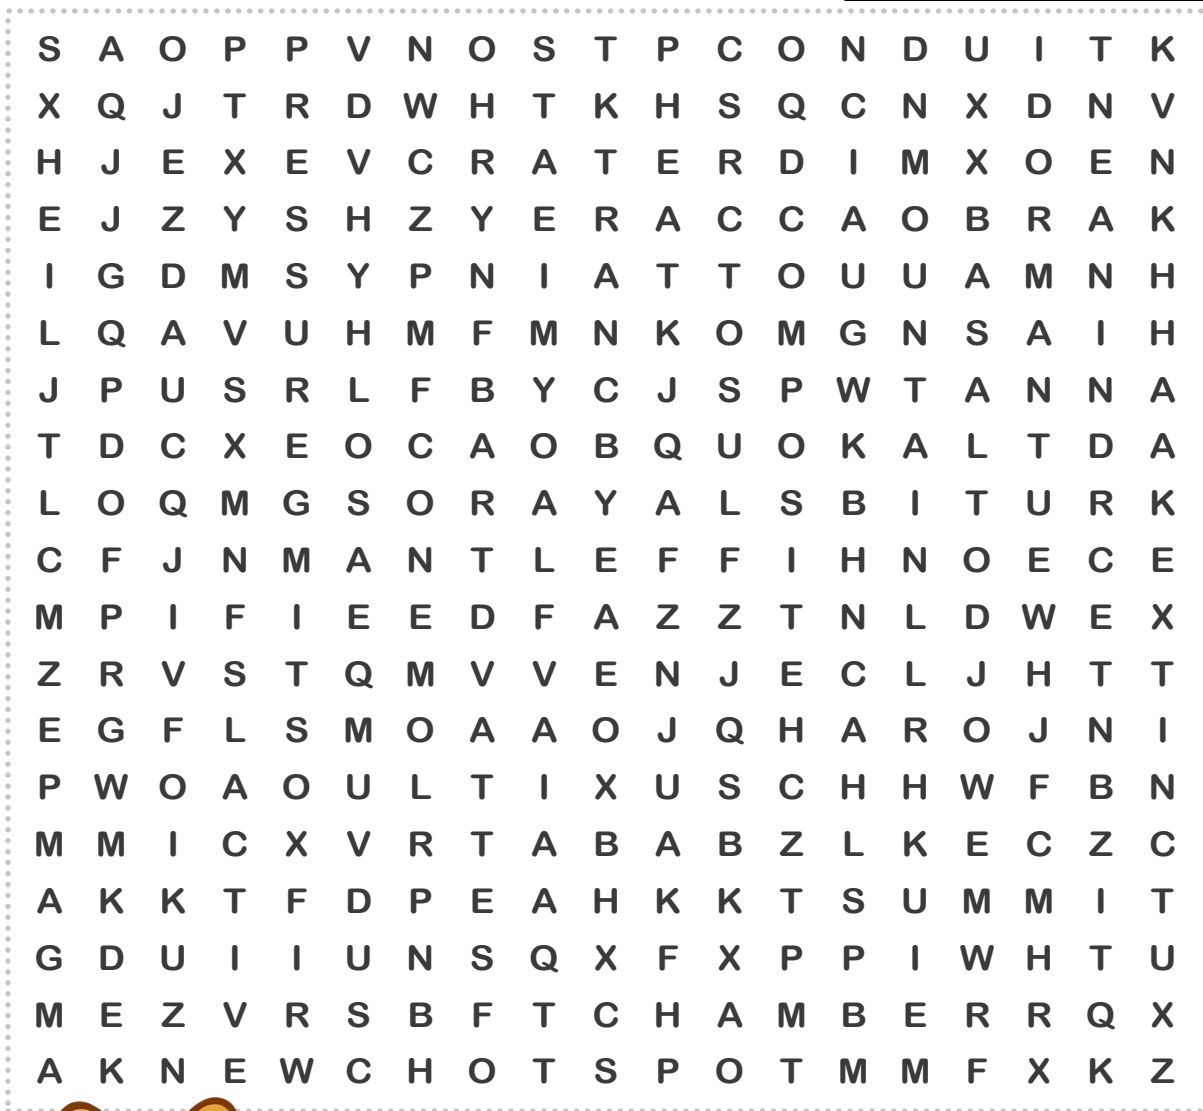 S A O P P V N O S T P C O N D U I T K
X Q J T R D W H T K H S Q C N X D N V
H J E X E V C R A T E R D I M X O E N
E J Z Y S H Z Y E R A C C A O B R A K
I G D M S Y P N I A T T O U U A M N H
L Q A V U H M F M N K O M G N S A I H
J P U S R L F B Y C J S P W T A N N A
T D C X E O C A O B Q U O K A L T D A
L O Q M G S O R A Y A L S B I T U R K
C F J N M A N T L E F F I H N O E C E
M P I F I E E D F A Z Z T N L D W E X
Z R V S T Q M V V E N J E C L J H T T
E G F L S M O A A O J Q H A R O J N I
P W O A O U L T I X U S C H H W F B N
M M I C X V R T A B A B Z L K E C Z C
A K K T F D P E A H K K T S U M M I T
G D U I I U N S Q X F X P P I W H T U
M E Z V R S B F T C H A M B E R R Q X
A K N E W C H O T S P O T M M F X K Z